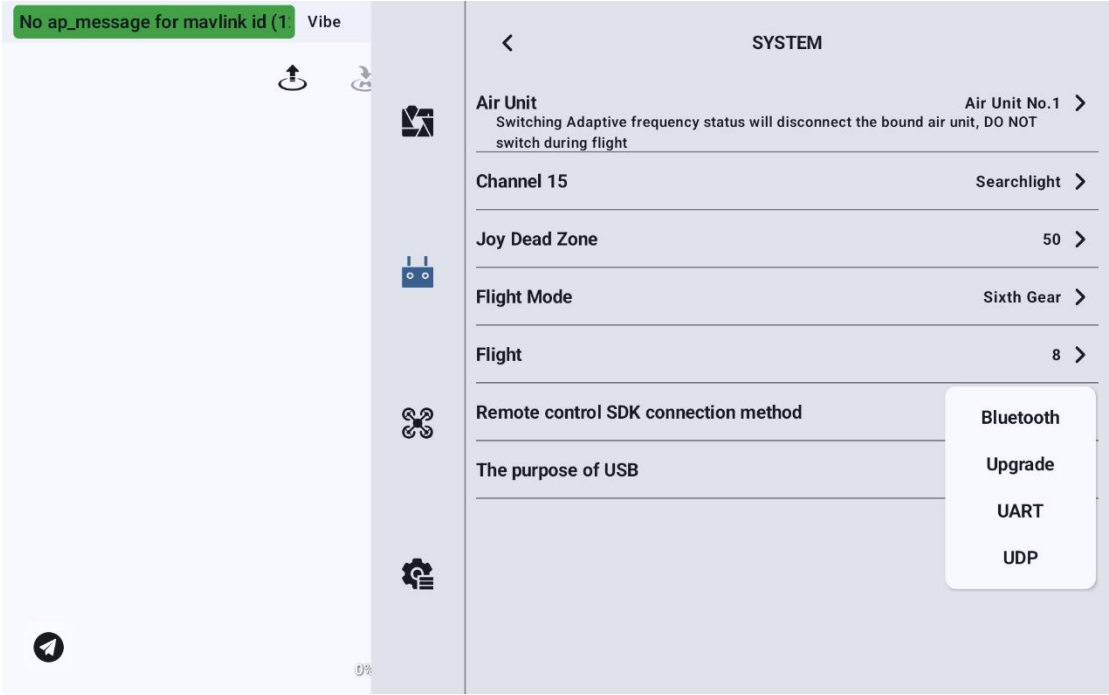 No ap_message for mavlink id (1
Vibe
SYSTEM
Air Unit
Air Unit No.1
Switching Adaptive frequency status will disconnect the bound air unit, DO NOT
switch during flight
Channel 15
Searchlight
Joy Dead Zone
50
Flight Mode
Sixth Gear
Flight
8
Remote control SDK connection method
Bluetooth
The purpose of USB
Upgrade
UART
UDP
0%